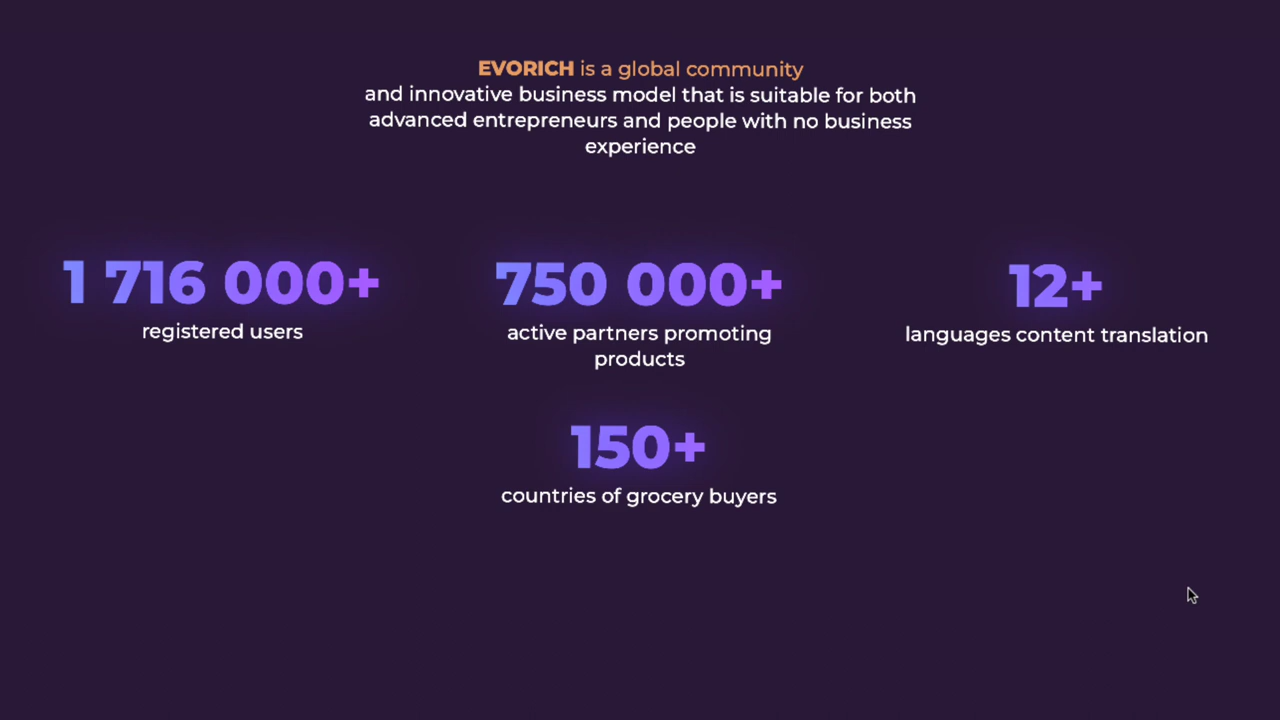 EVORICH is a global community
and innovative business model that is suitable for both
advanced entrepreneurs and people with no business
experience
1 716 000+
registered users
750 000+
active partners promoting
products
12+
languages content translation
150+
countries of grocery buyers